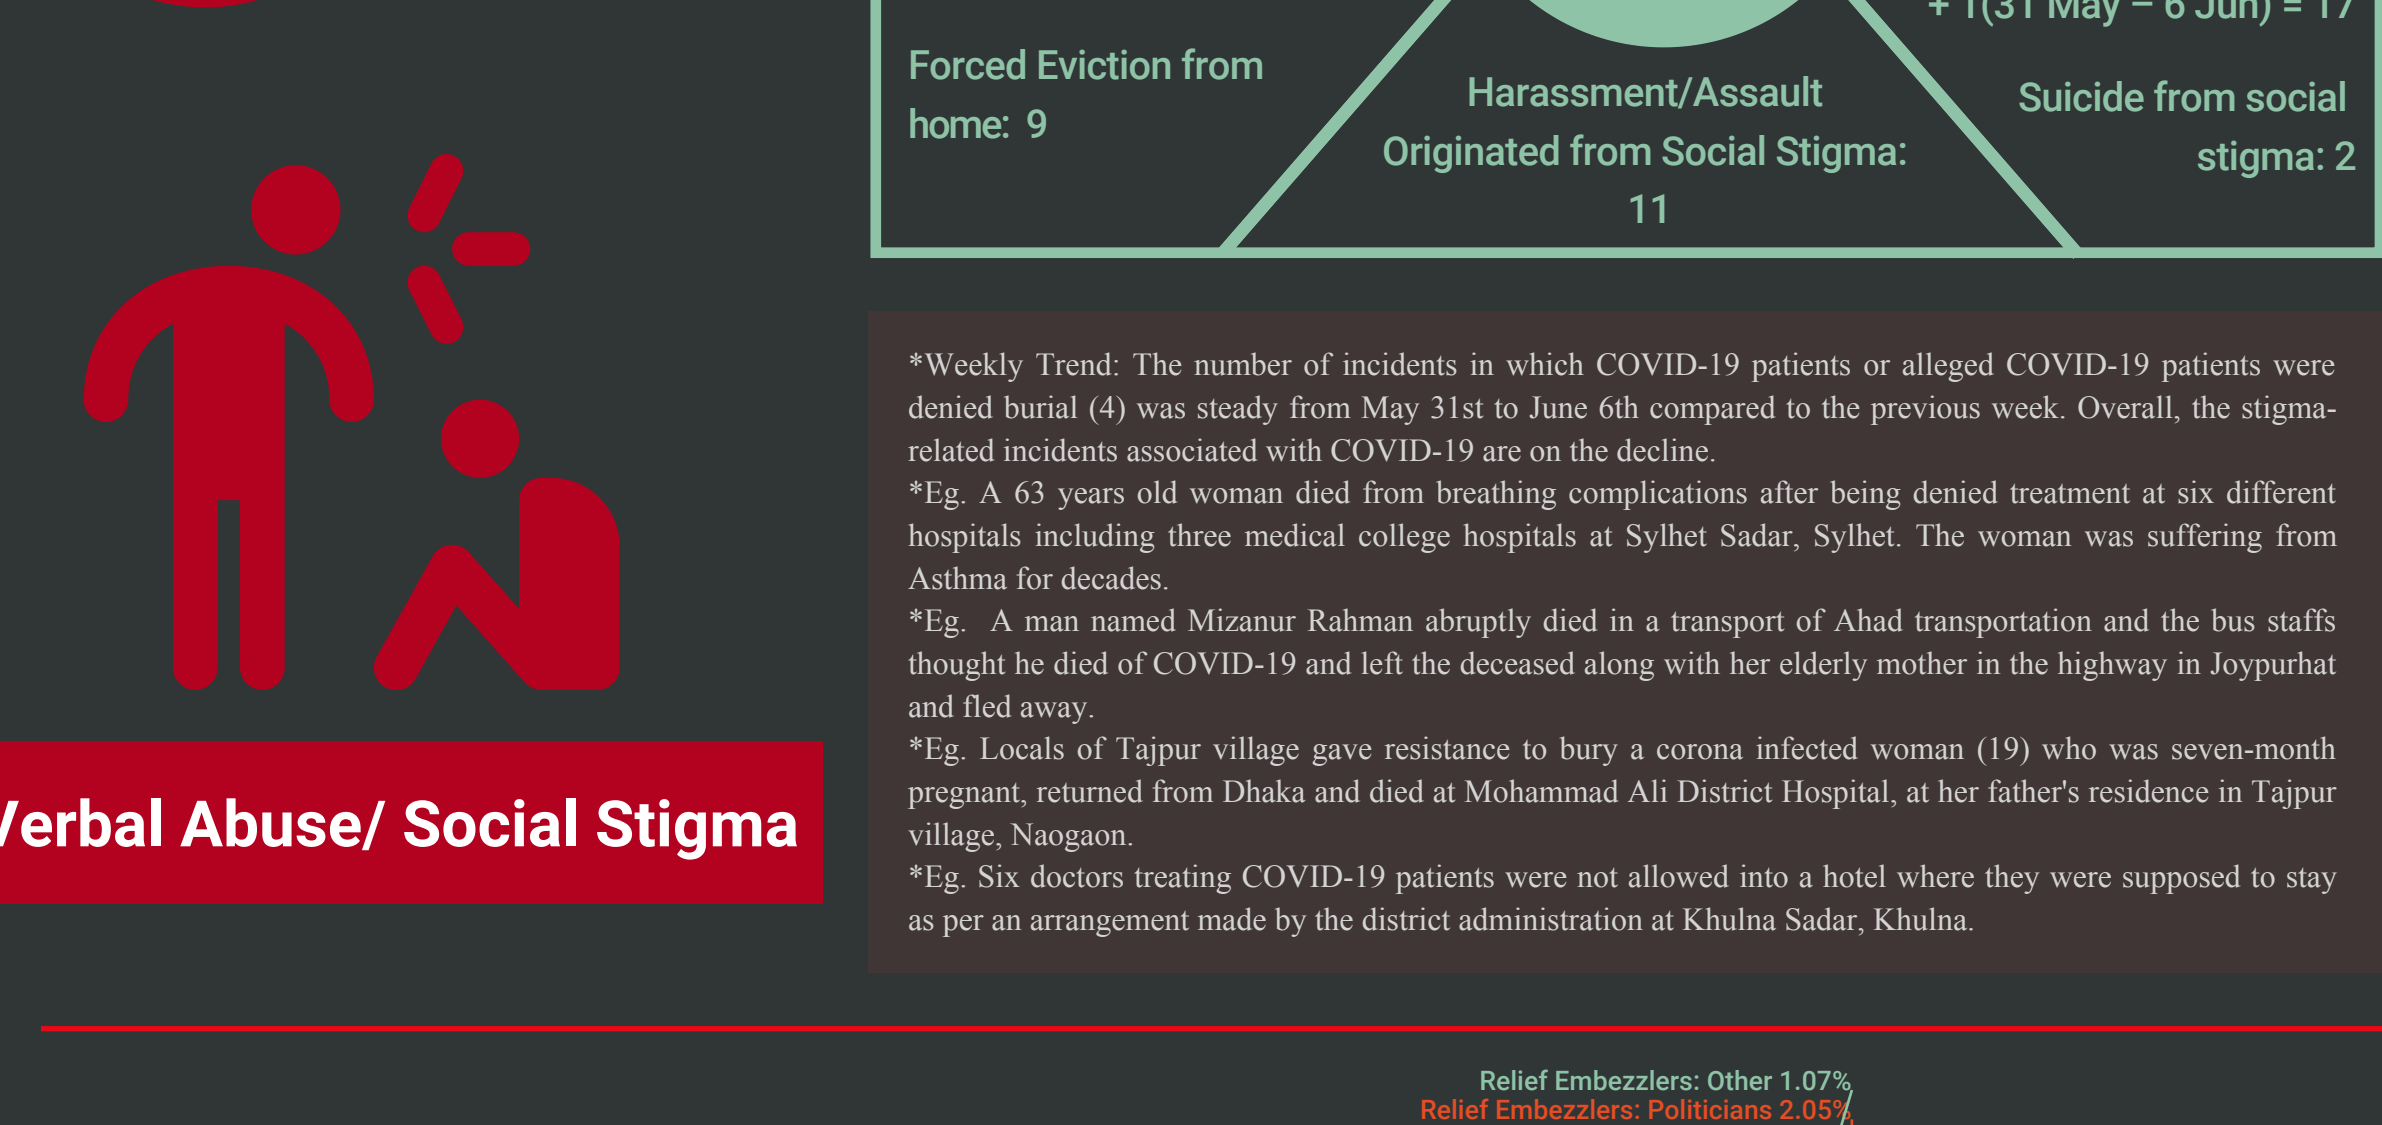 + 1(31 May – 6 Jun) = 17
Forced Eviction from
home: 9
Harassment/Assault
Originated from Social Stigma:
11
Suicide from social
stigma: 2
*Weekly Trend: The number of incidents in which COVID-19 patients or alleged COVID-19 patients were
denied burial (4) was steady from May 31st to June 6th compared to the previous week. Overall, the stigma-
related incidents associated with COVID-19 are on the decline.
*Eg. A 63 years old woman died from breathing complications after being denied treatment at six different
hospitals including three medical college hospitals at Sylhet Sadar, Sylhet. The woman was suffering from
Asthma for decades.
*Eg. A man named Mizanur Rahman abruptly died in a transport of Ahad transportation and the bus staffs
thought he died of COVID-19 and left the deceased along with her elderly mother in the highway in Joypurhat
and fled away.
*Eg. Locals of Tajpur village gave resistance to bury a corona infected woman (19) who was seven-month
pregnant, returned from Dhaka and died at Mohammad Ali District Hospital, at her father's residence in Tajpur
village, Naogaon.
*Eg. Six doctors treating COVID-19 patients were not allowed into a hotel where they were supposed to stay
as per an arrangement made by the district administration at Khulna Sadar, Khulna.
Verbal Abuse/ Social Stigma
Relief Embezzlers: Other 1.07%
Relief Embezzlers: Politicians 2.05%